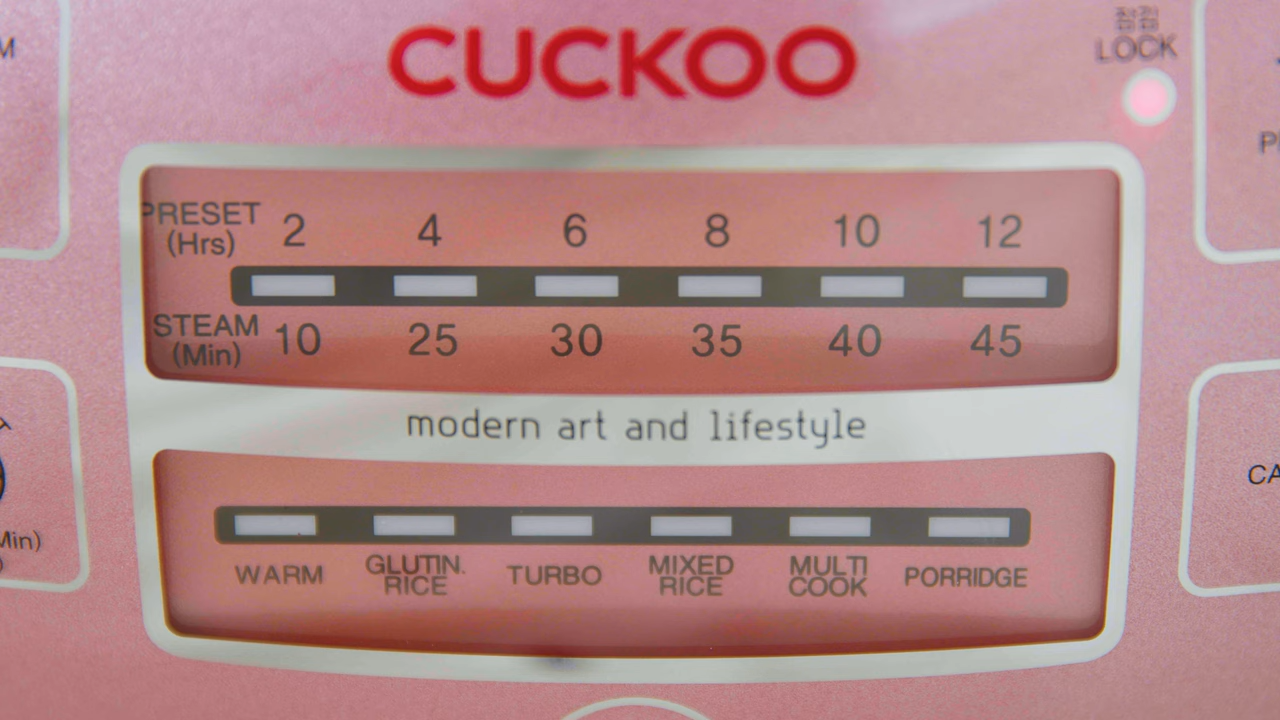 CUCKOO
LOCK
PRESET
(Hrs)
2 4 6 8 10 12
STEAM
(Min)
10 25 30 35 40 45
modern art and lifestyle
WARM
GLUTIN.
RICE
TURBO
MIXED
RICE
MULTI
COOK
PORRIDGE